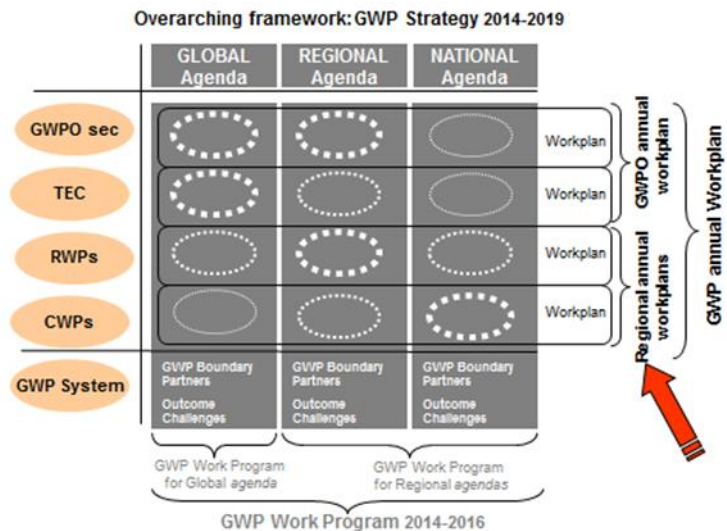 Overarching framework: GWP Strategy 2014-2019
GLOBAL
Agenda
REGIONAL
Agenda
NATIONAL
Agenda
GWPO sec
Workplan
TEC
Workplan
RWPs
Workplan
CWPs
Workplan
GWPO annual
workplan
Regional annual
workplans
GWP annual Workplan
GWP System
GWP Boundary
Partners
Outcome
Challenges
GWP Boundary
Partners
Outcome
Challenges
GWP Boundary
Partners
Outcome
Challenges
GWP Work Program
for Global agenda
GWP Work Program
for Regional agendas
GWP Work Program 2014-2016